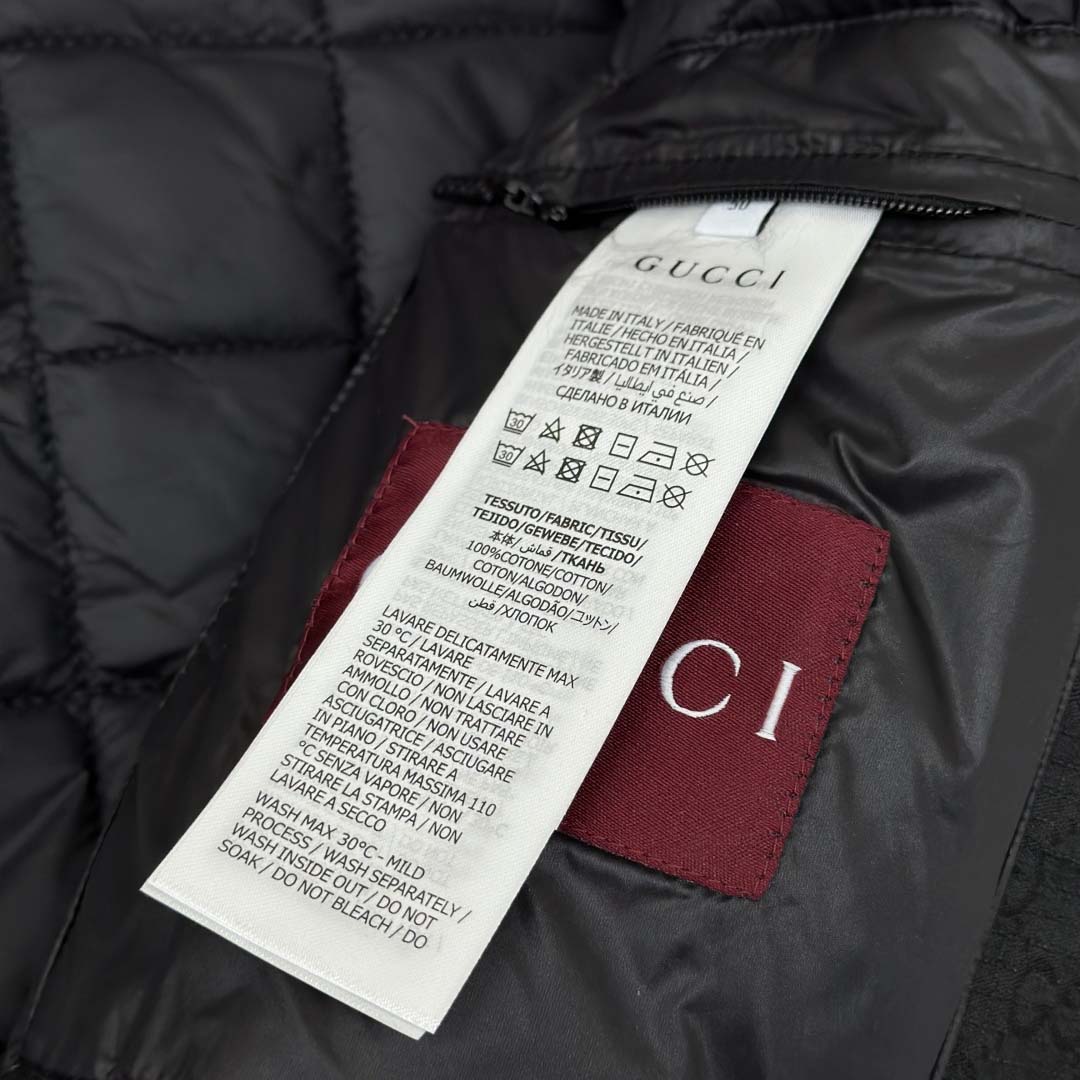 50
GUCCI
MADE IN ITALY / FABRIQUÉ EN
ITALIE / HECHO EN ITALIA /
HERGESTELLT IN ITALIEN /
FABRICADO EM ITÁLIA /
イタリア製 / صنع في ايطاليا /
СДЕЛАНО В ИТАЛИИ
30
30
TESSUTO/FABRIC/TISSU/
TEJIDO/GEWEBE/TECIDO/
本体/ قماش /ТКАНЬ
100%COTONE/COTTON/
COTON/ALGODON/
BAUMWOLLE/ALGODÃO/コットン/
قطن /ХЛОПОК
LAVARE DELICATAMENTE MAX
30 °C / LAVARE
SEPARATAMENTE / LAVARE A
ROVESCIO / NON LASCIARE IN
AMMOLLO / NON TRATTARE
CON CLORO / NON USARE
ASCIUGATRICE / ASCIUGARE
IN PIANO / STIRARE A
TEMPERATURA MASSIMA 110
°C SENZA VAPORE / NON
STIRARE LA STAMPA / NON
LAVARE A SECCO
WASH MAX 30°C - MILD
PROCESS / WASH SEPARATELY /
WASH INSIDE OUT / DO NOT
SOAK / DO NOT BLEACH / DO
CI